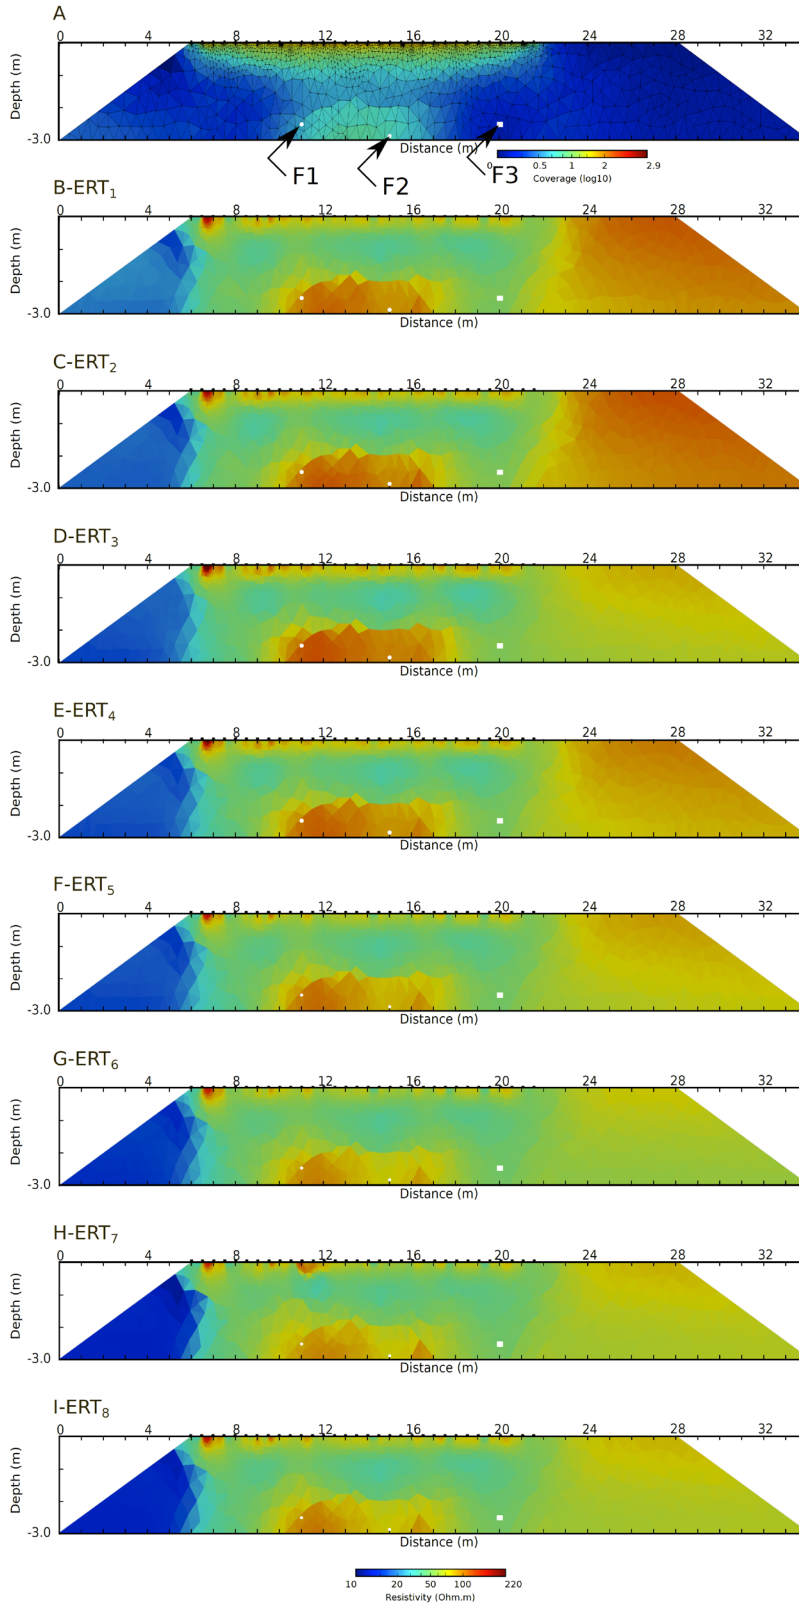 A
0 4 8 12 16 20 24 28 32
Depth (m)
-3.0
Distance (m)
F1
F2
F3
0 0.5 1 2 2.9
Coverage (log10)
B-ERT1
0 4 8 12 16 20 24 28 32
Depth (m)
-3.0
Distance (m)
C-ERT2
0 4 8 12 16 20 24 28 32
Depth (m)
-3.0
Distance (m)
D-ERT3
0 4 8 12 16 20 24 28 32
Depth (m)
-3.0
Distance (m)
E-ERT4
0 4 8 12 16 20 24 28 32
Depth (m)
-3.0
Distance (m)
F-ERT5
0 4 8 12 16 20 24 28 32
Depth (m)
-3.0
Distance (m)
G-ERT6
0 4 8 12 16 20 24 28 32
Depth (m)
-3.0
Distance (m)
H-ERT7
0 4 8 12 16 20 24 28 32
Depth (m)
-3.0
Distance (m)
I-ERT8
0 4 8 12 16 20 24 28 32
Depth (m)
-3.0
Distance (m)
10 20 50 100 220
Resistivity (Ohm.m)